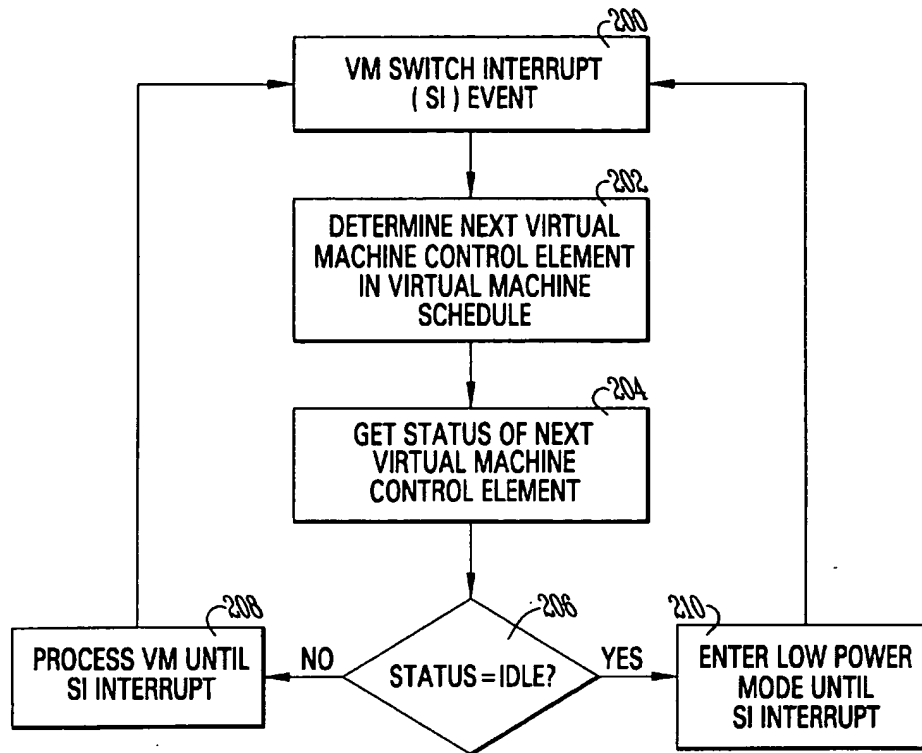 200
VM SWITCH INTERRUPT
( SI ) EVENT
202
DETERMINE NEXT VIRTUAL
MACHINE CONTROL ELEMENT
IN VIRTUAL MACHINE
SCHEDULE
204
GET STATUS OF NEXT
VIRTUAL MACHINE
CONTROL ELEMENT
206
STATUS=IDLE?
NO
YES
208
PROCESS VM UNTIL
SI INTERRUPT
210
ENTER LOW POWER
MODE UNTIL
SI INTERRUPT